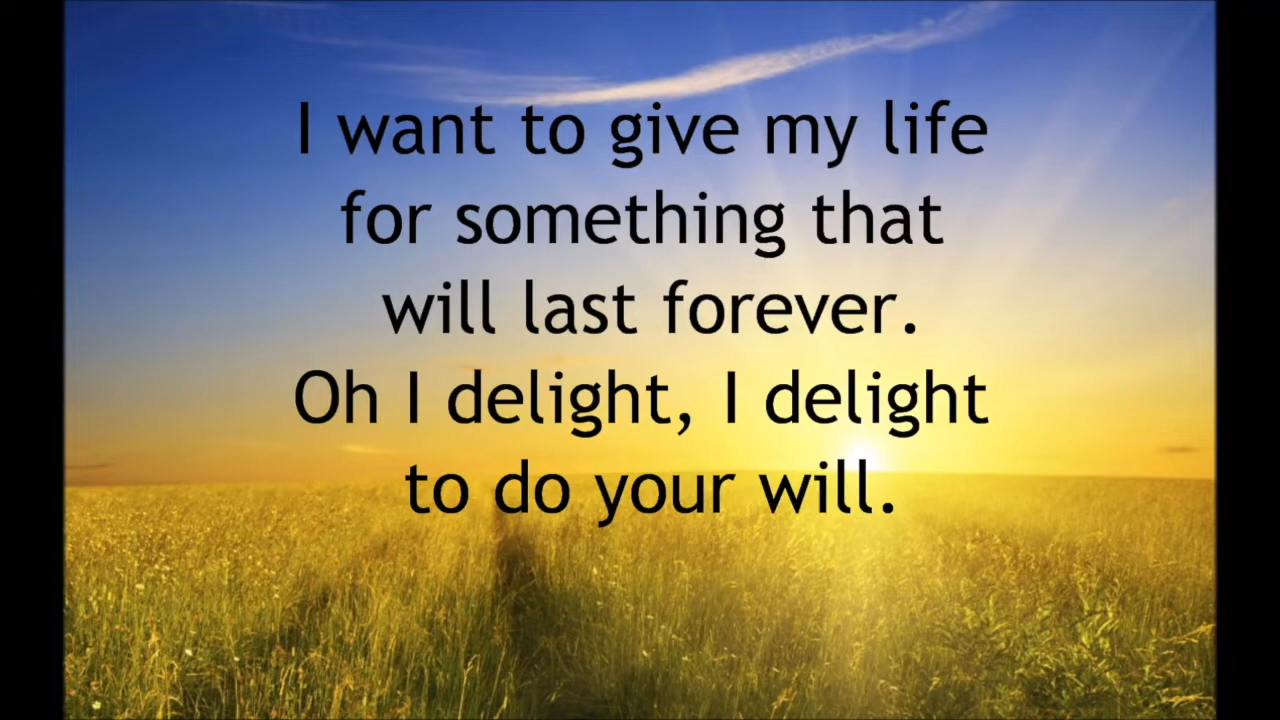 I want to give my life
for something that
will last forever.
Oh I delight, I delight
to do your will.